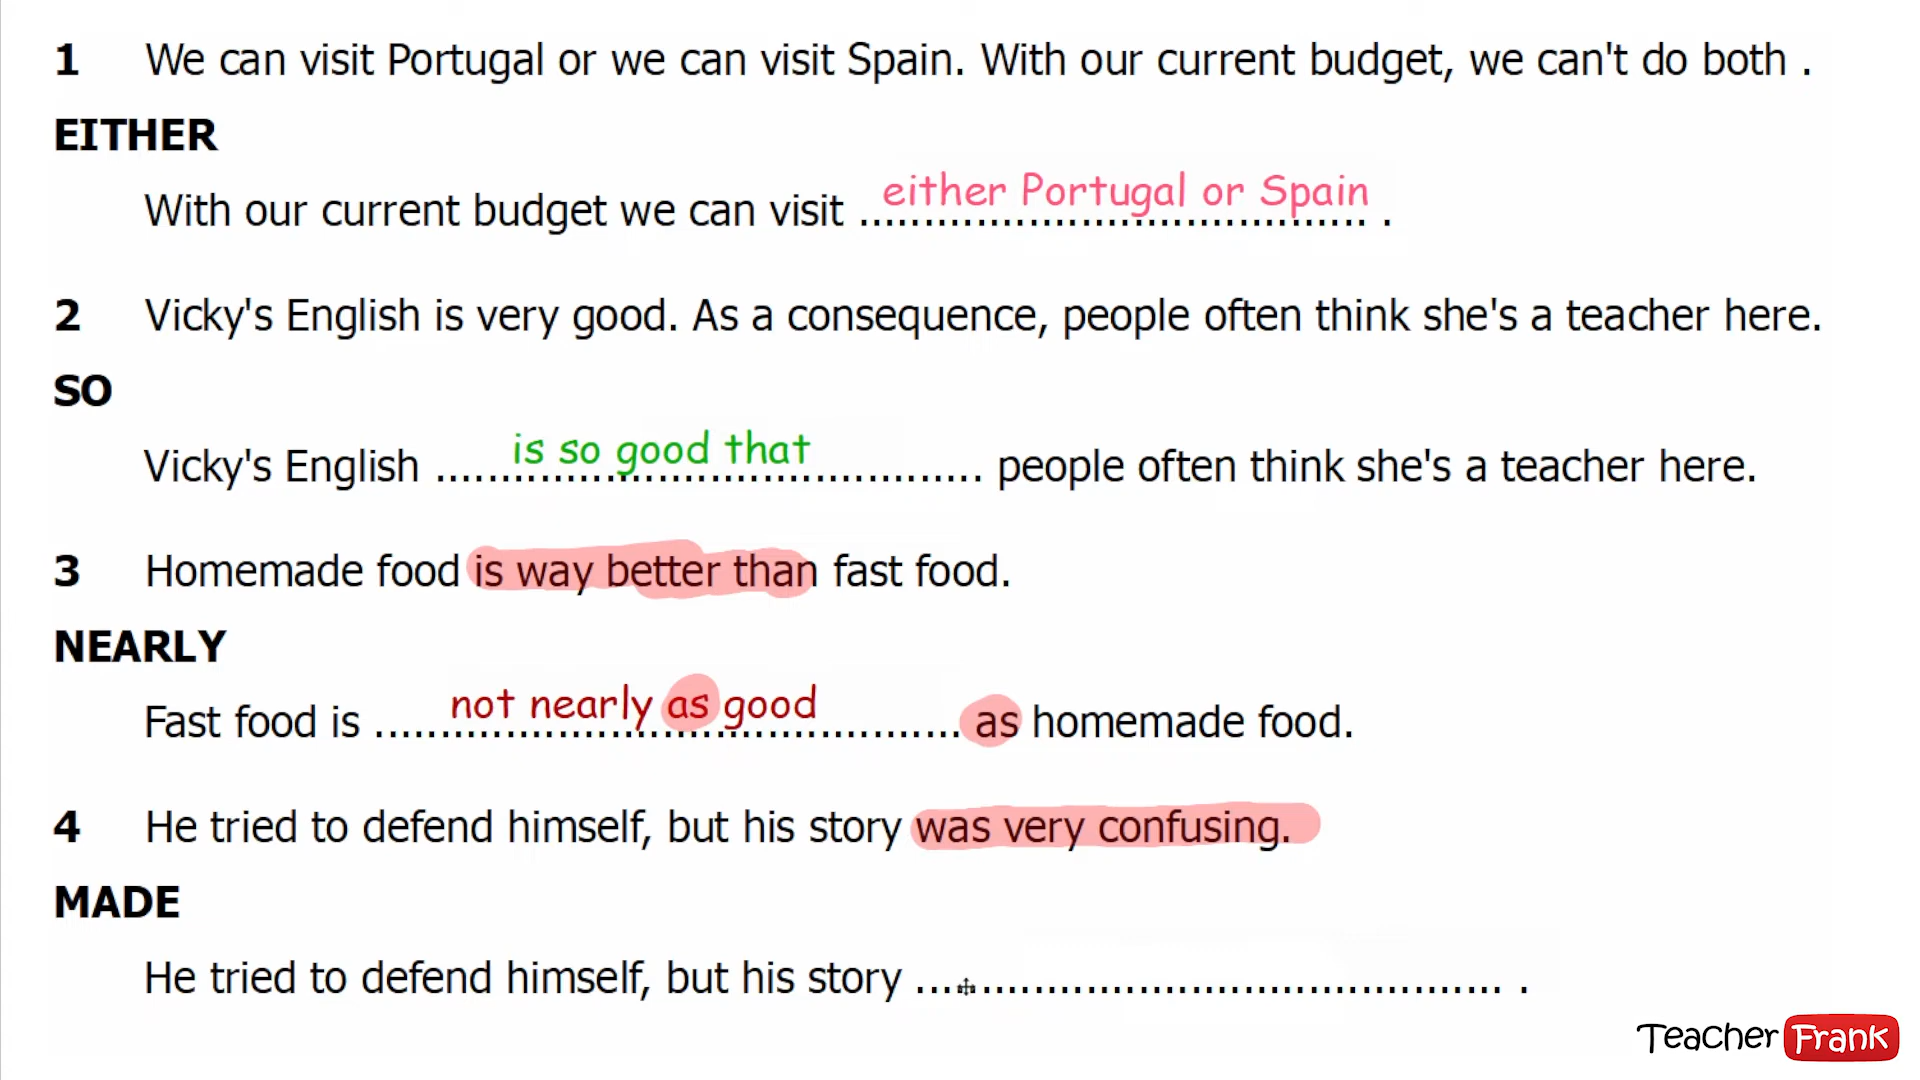 1 We can visit Portugal or we can visit Spain. With our current budget, we can't do both .
EITHER
With our current budget we can visit either Portugal or Spain .
2 Vicky's English is very good. As a consequence, people often think she's a teacher here.
SO
Vicky's English is so good that people often think she's a teacher here.
3 Homemade food is way better than fast food.
NEARLY
Fast food is not nearly as good as homemade food.
4 He tried to defend himself, but his story was very confusing.
MADE
He tried to defend himself, but his story ............................................. .
Teacher Frank